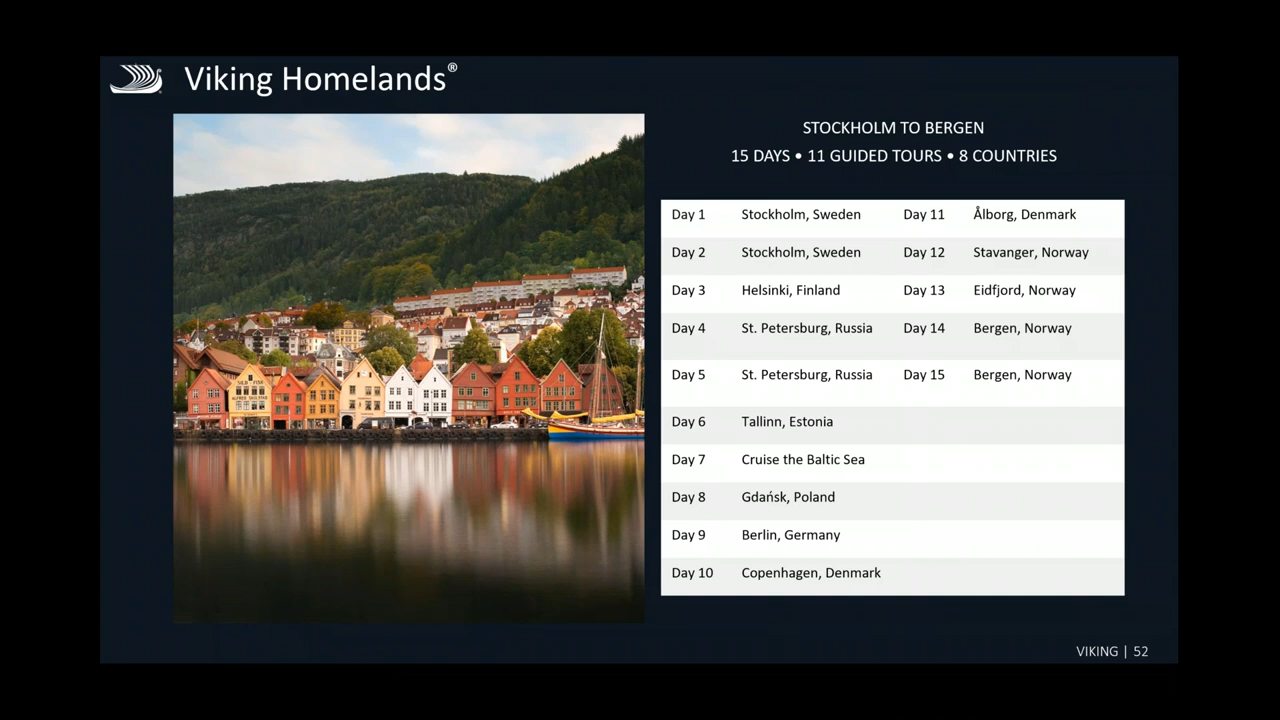 Viking Homelands®
STOCKHOLM TO BERGEN
15 DAYS • 11 GUIDED TOURS • 8 COUNTRIES
Day 1 Stockholm, Sweden Day 11 Ålborg, Denmark
Day 2 Stockholm, Sweden Day 12 Stavanger, Norway
Day 3 Helsinki, Finland Day 13 Eidfjord, Norway
Day 4 St. Petersburg, Russia Day 14 Bergen, Norway
Day 5 St. Petersburg, Russia Day 15 Bergen, Norway
Day 6 Tallinn, Estonia
Day 7 Cruise the Baltic Sea
Day 8 Gdańsk, Poland
Day 9 Berlin, Germany
Day 10 Copenhagen, Denmark
VIKING | 52